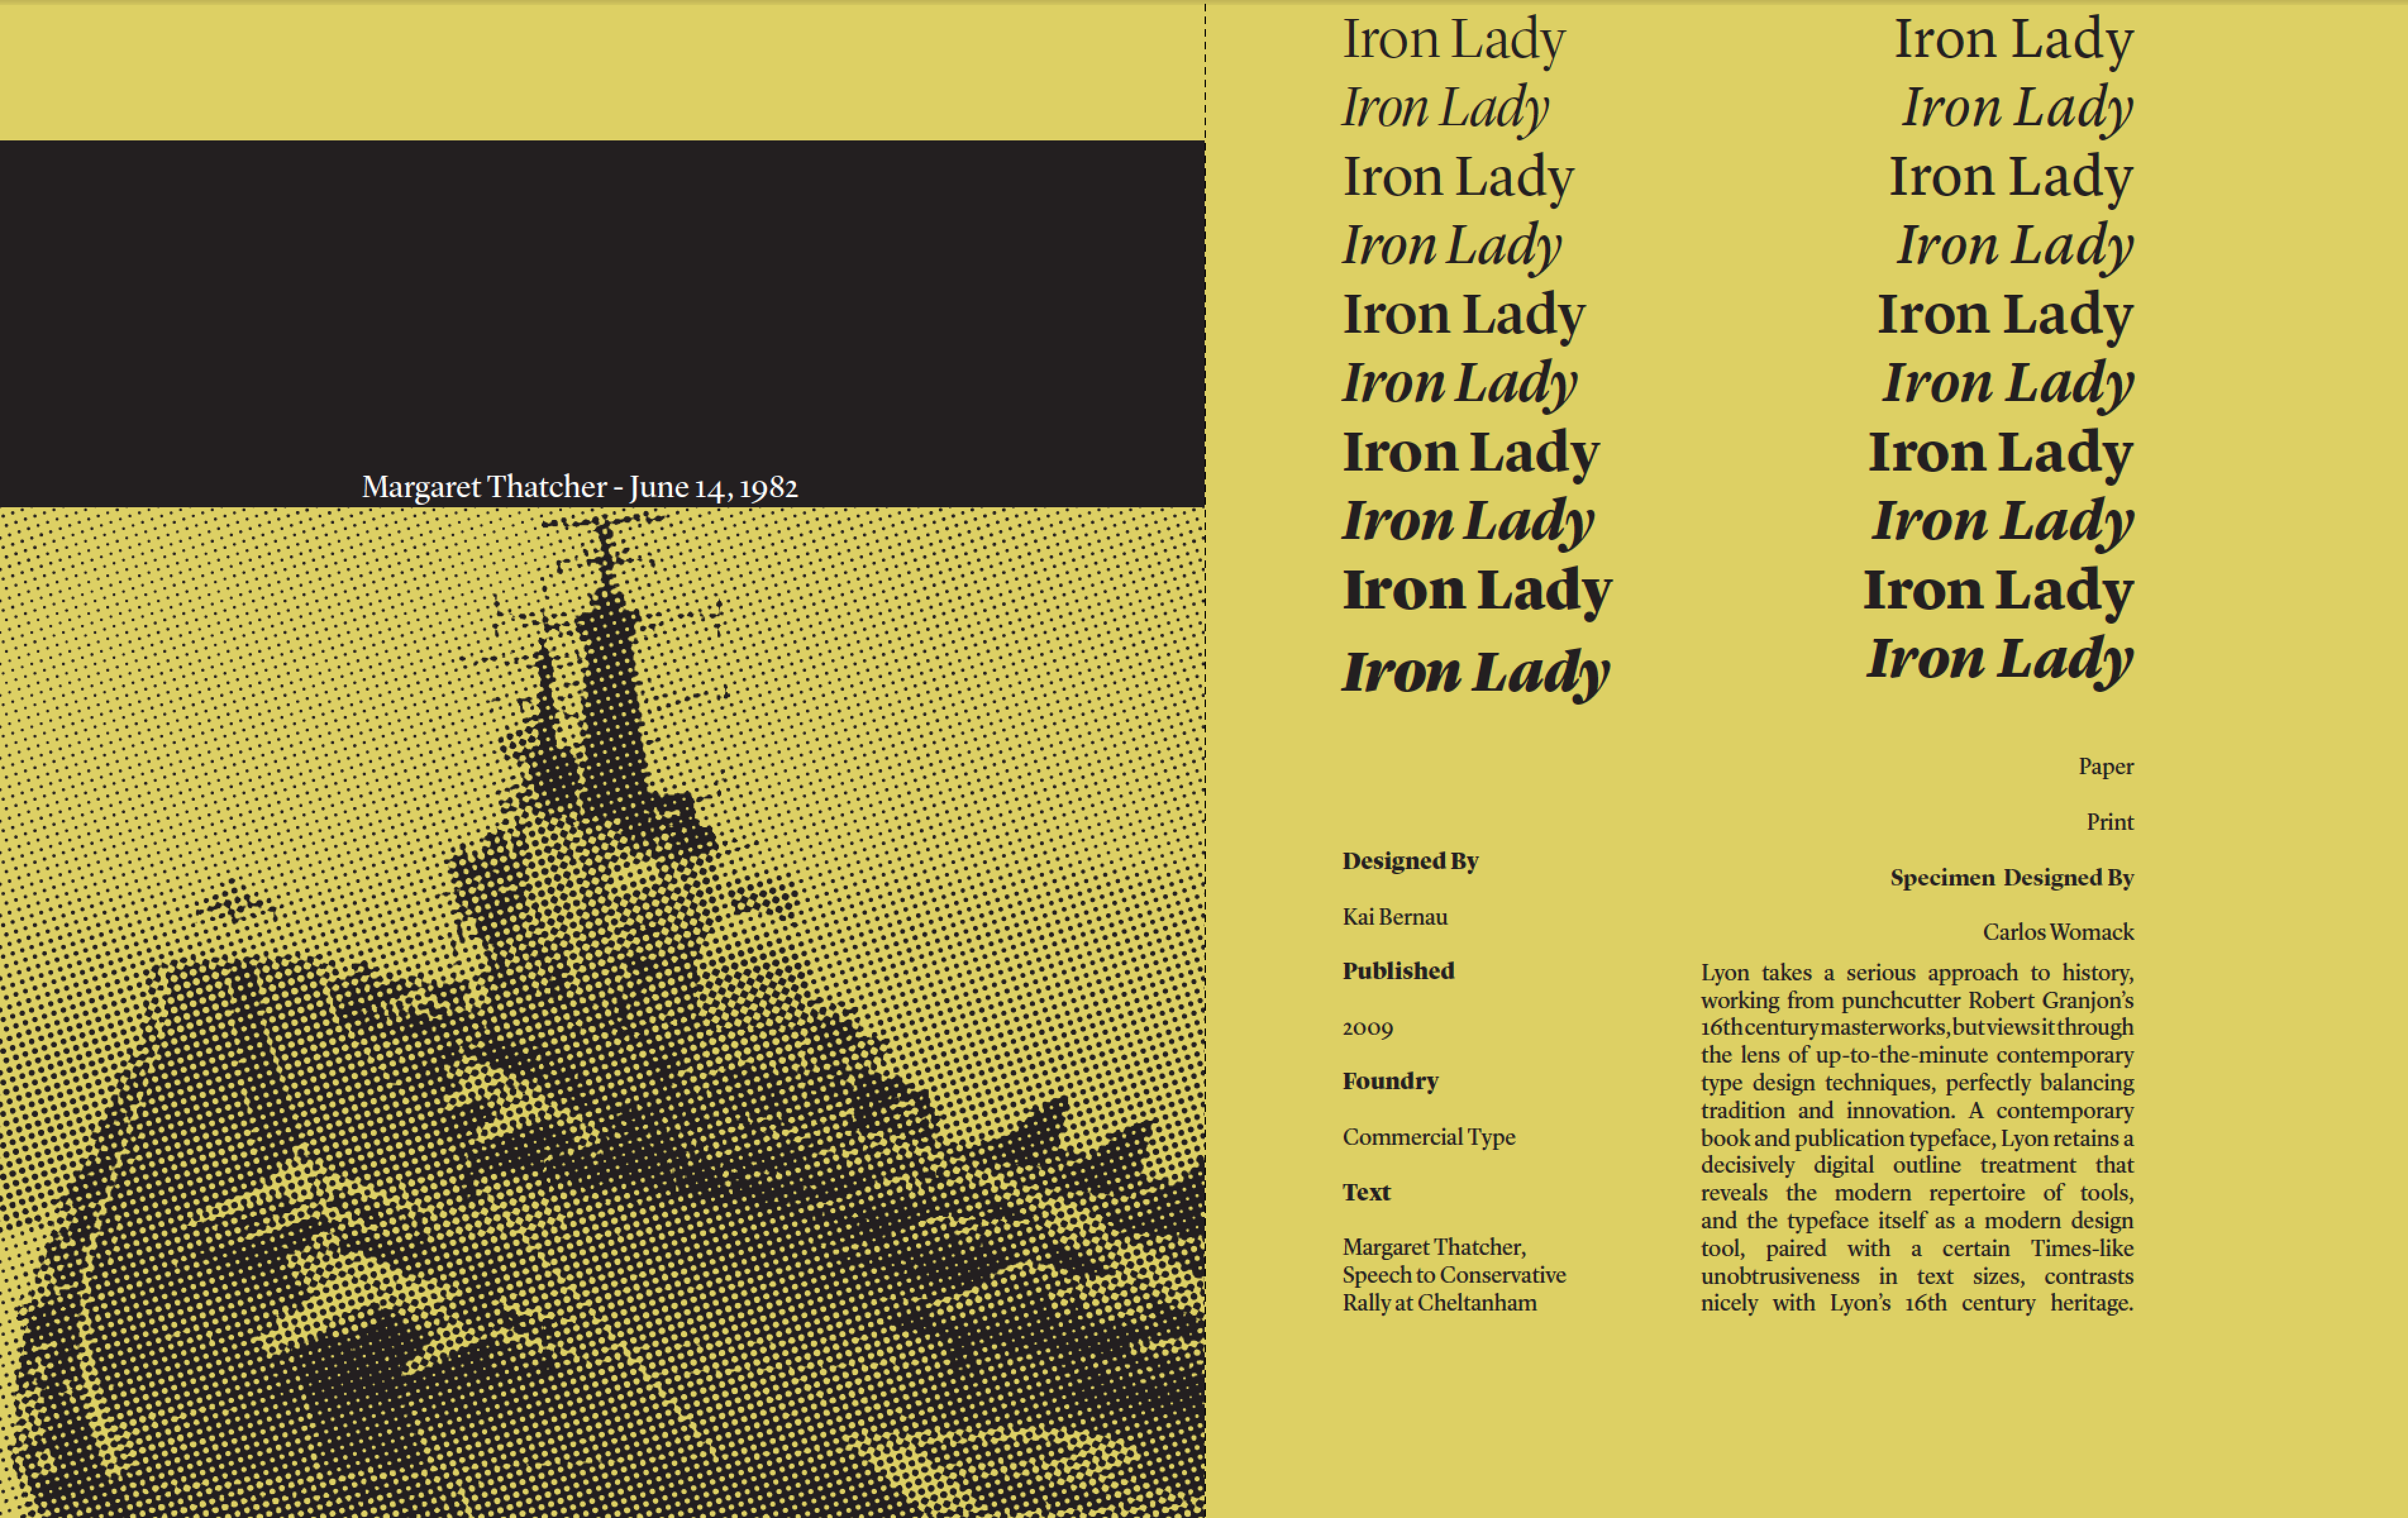 Margaret Thatcher - June 14, 1982
Iron Lady
Iron Lady
Iron Lady
Iron Lady
Iron Lady
Iron Lady
Iron Lady
Iron Lady
Iron Lady
Iron Lady
Designed By
Kai Bernau
Published
2009
Foundry
Commercial Type
Text
Margaret Thatcher,
Speech to Conservative
Rally at Cheltanham
Iron Lady
Iron Lady
Iron Lady
Iron Lady
Iron Lady
Iron Lady
Iron Lady
Iron Lady
Iron Lady
Iron Lady
Paper
Print
Specimen Designed By
Carlos Womack
Lyon takes a serious approach to history,
working from punchcutter Robert Granjon’s
16th century masterworks, but views it through
the lens of up-to-the-minute contemporary
type design techniques, perfectly balancing
tradition and innovation. A contemporary
book and publication typeface, Lyon retains a
decisively digital outline treatment that
reveals the modern repertoire of tools,
and the typeface itself as a modern design
tool, paired with a certain Times-like
unobtrusiveness in text sizes, contrasts
nicely with Lyon’s 16th century heritage.